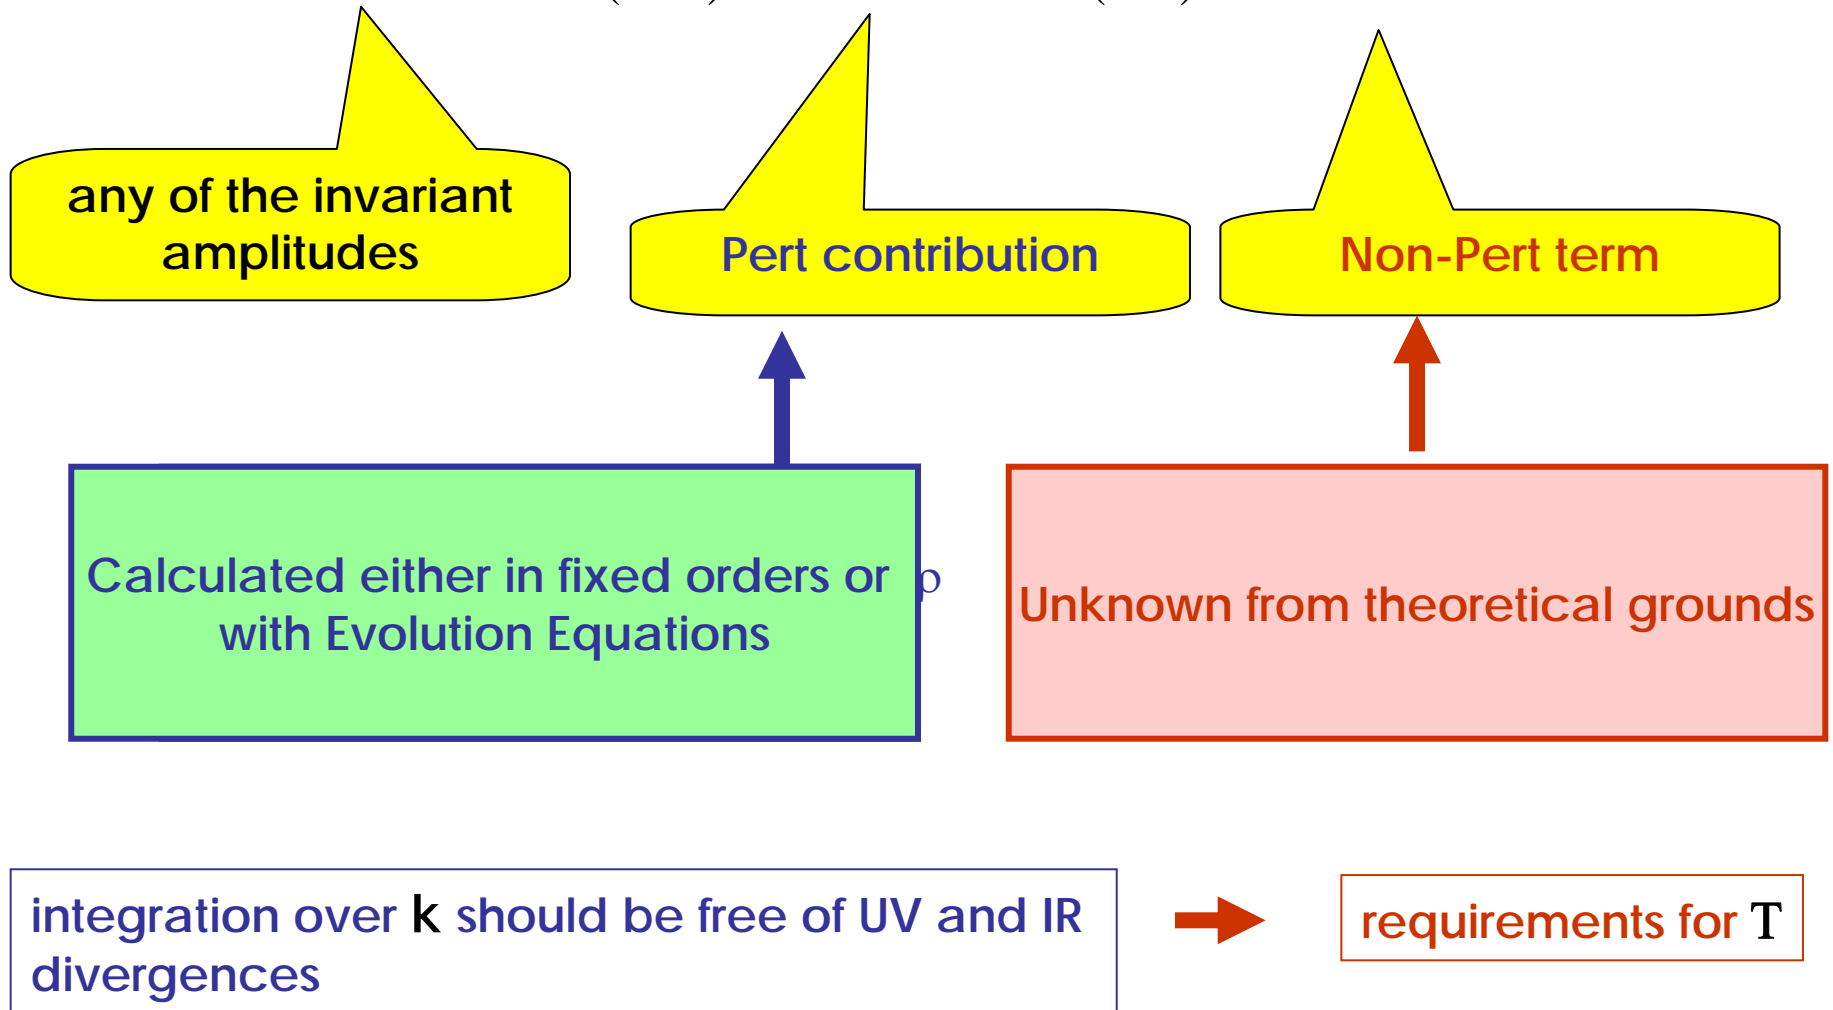 any of the invariant
amplitudes
Pert contribution
Non-Pert term
Calculated either in fixed orders or
with Evolution Equations
Unknown from theoretical grounds
integration over k should be free of UV and IR
divergences
requirements for T